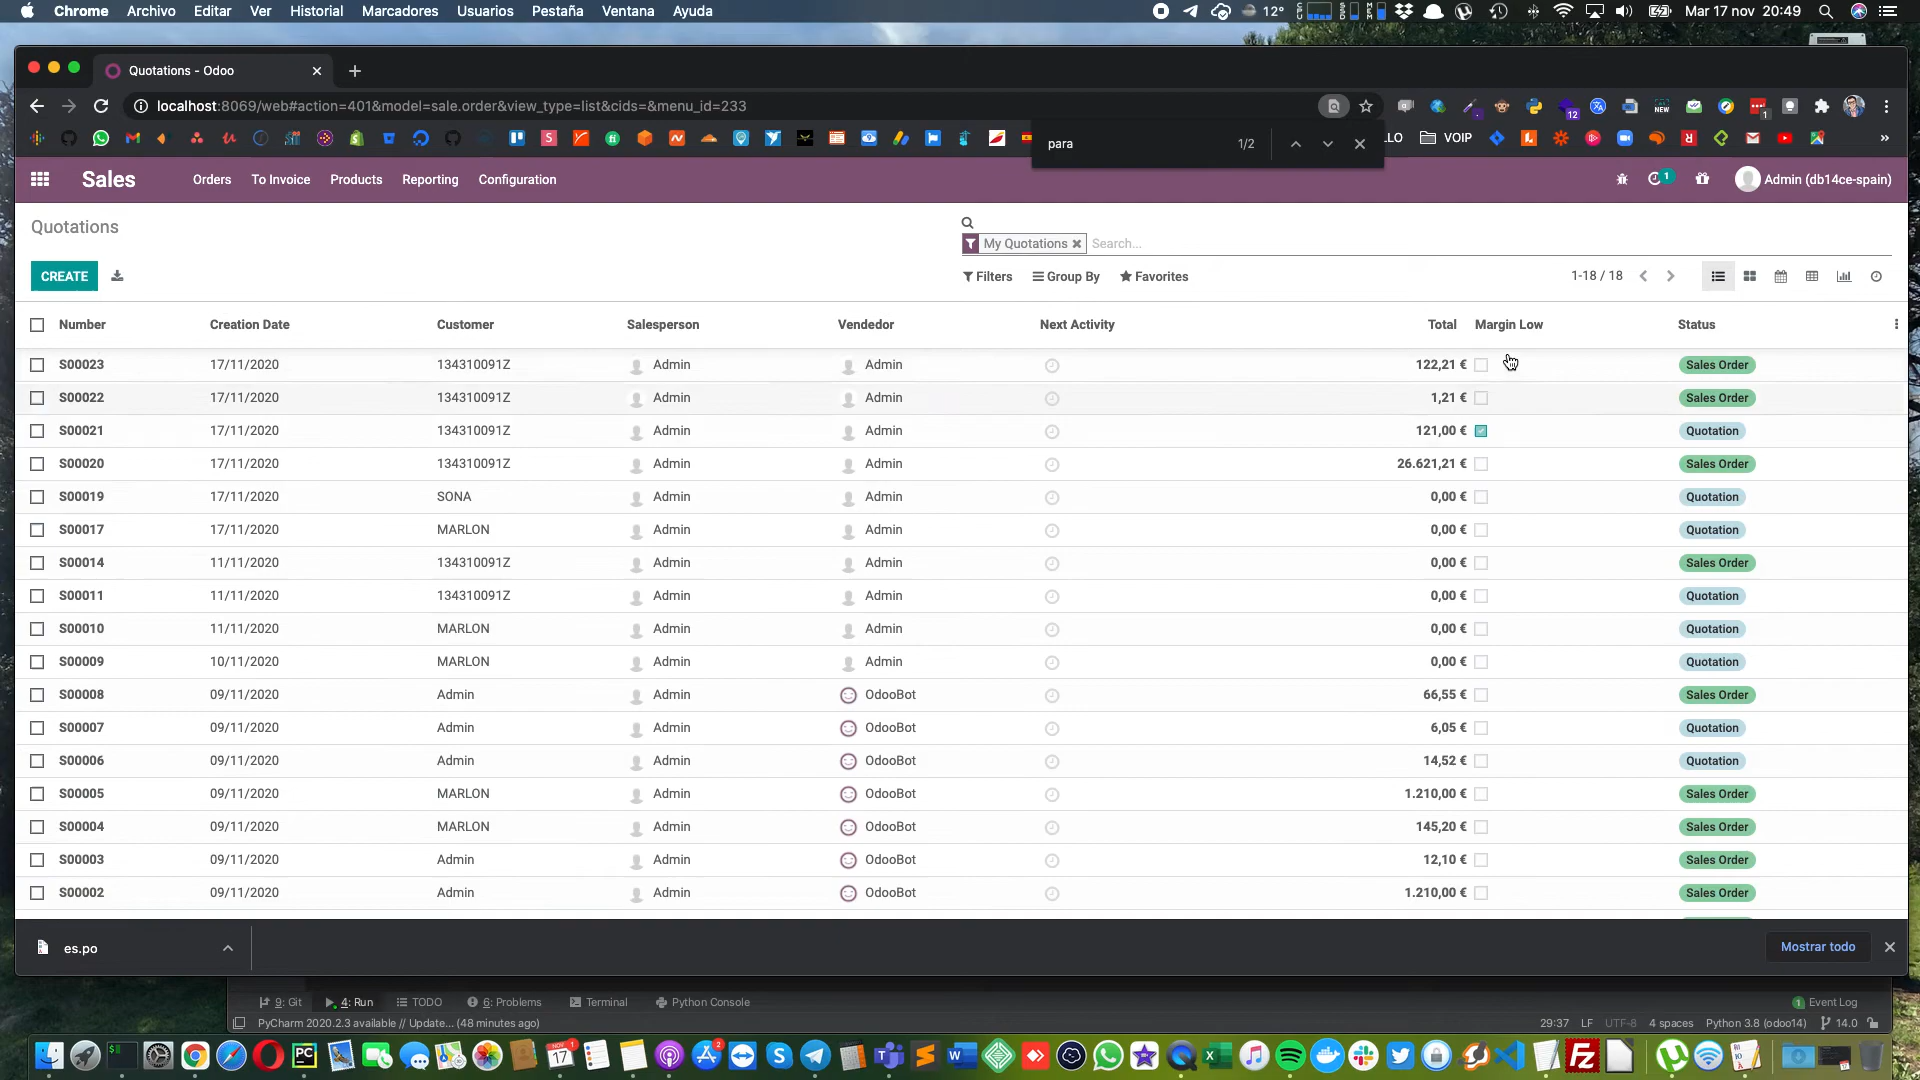 Chrome Archivo Editar Ver Historial Marcadores Usuarios Pestaña Ventana Ayuda 12° Mar 17 nov 20:49
Quotations - Odoo
localhost:8069/web#action=401&model=sale.order&view_type=list&cids=&menu_id=233
para 1/2
LO VOIP
Sales Orders To Invoice Products Reporting Configuration 1 Admin (db14ce-spain)
Quotations
My Quotations Search...
CREATE Filters Group By Favorites 1-18 / 18
Number Creation Date Customer Salesperson Vendedor Next Activity Total Margin Low Status
S00023 17/11/2020 134310091Z Admin Admin 122,21 € Sales Order
S00022 17/11/2020 134310091Z Admin Admin 1,21 € Sales Order
S00021 17/11/2020 134310091Z Admin Admin 121,00 € Quotation
S00020 17/11/2020 134310091Z Admin Admin 26.621,21 € Sales Order
S00019 17/11/2020 SONA Admin Admin 0,00 € Quotation
S00017 17/11/2020 MARLON Admin Admin 0,00 € Quotation
S00014 11/11/2020 134310091Z Admin Admin 0,00 € Sales Order
S00011 11/11/2020 134310091Z Admin Admin 0,00 € Quotation
S00010 11/11/2020 MARLON Admin Admin 0,00 € Quotation
S00009 10/11/2020 MARLON Admin Admin 0,00 € Quotation
S00008 09/11/2020 Admin Admin OdooBot 66,55 € Sales Order
S00007 09/11/2020 Admin Admin OdooBot 6,05 € Quotation
S00006 09/11/2020 Admin Admin OdooBot 14,52 € Quotation
S00005 09/11/2020 MARLON Admin OdooBot 1.210,00 € Sales Order
S00004 09/11/2020 MARLON Admin OdooBot 145,20 € Sales Order
S00003 09/11/2020 Admin Admin OdooBot 12,10 € Sales Order
S00002 09/11/2020 Admin Admin OdooBot 1.210,00 € Sales Order
es.po Mostrar todo
9: Git 4: Run TODO 6: Problems Terminal Python Console 1 Event Log
PyCharm 2020.2.3 available // Update... (48 minutes ago) 29:37 LF UTF-8 4 spaces Python 3.8 (odoo14) 14.0